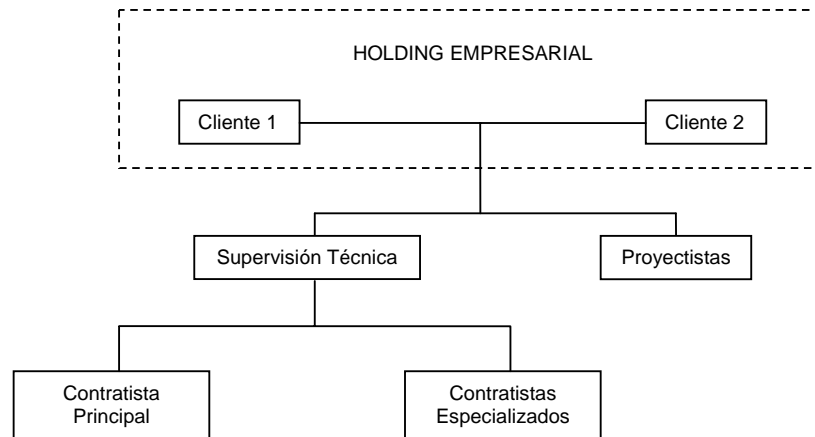 HOLDING EMPRESARIAL
Cliente 1
Cliente 2
Supervisión Técnica
Proyectistas
Contratista
Principal
Contratistas
Especializados